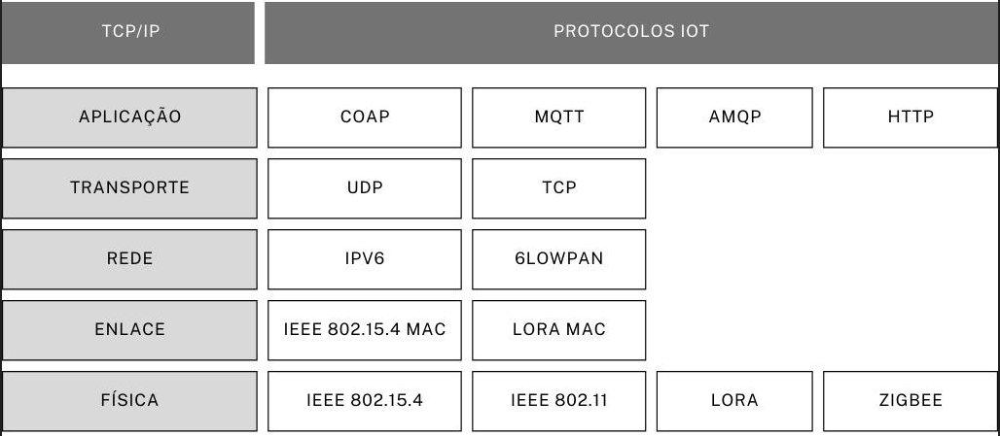 TCP/IP
PROTOCOLOS IOT
APLICAÇÃO
COAP
MQTT
AMQP
HTTP
TRANSPORTE
UDP
TCP
REDE
IPV6
6LOWPAN
ENLACE
IEEE 802.15.4 MAC
LORA MAC
FÍSICA
IEEE 802.15.4
IEEE 802.11
LORA
ZIGBEE